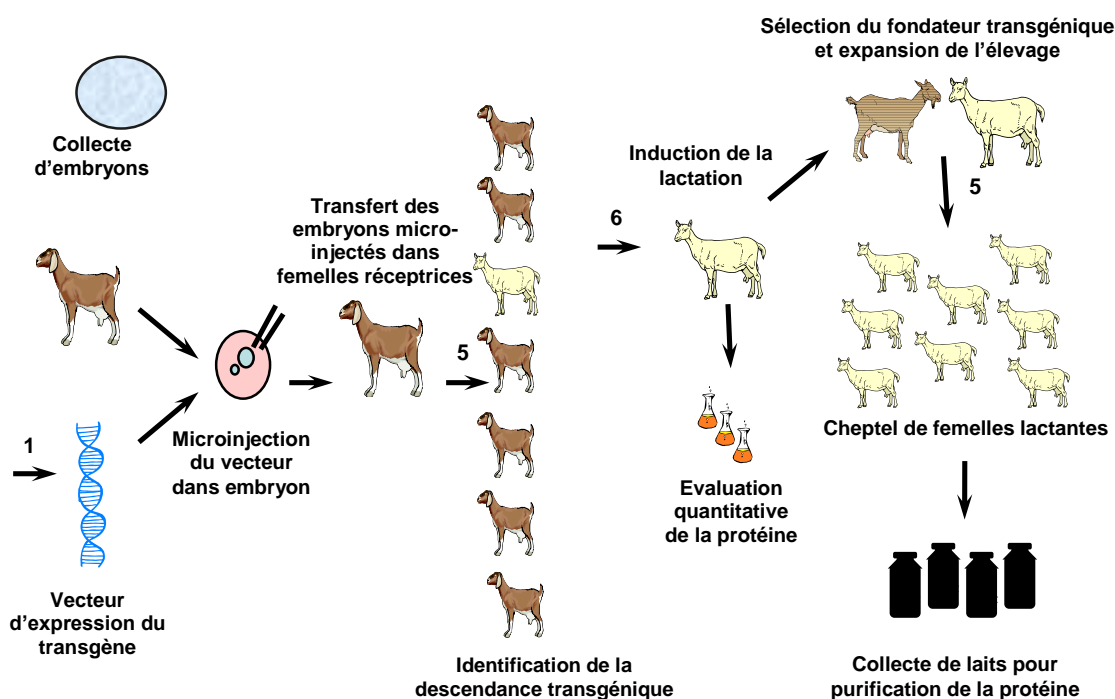 Collecte
d'embryons
1
Vecteur
d'expression du
transgène
Microinjection
du vecteur
dans embryon
Transfert des
embryons micro-
injectés dans
femelles réceptrices
5
Identification de la
descendance transgénique
6
Induction de la
lactation
Evaluation
quantitative
de la protéine
Sélection du fondateur transgénique
et expansion de l'élevage
5
Cheptel de femelles lactantes
Collecte de laits pour
purification de la protéine